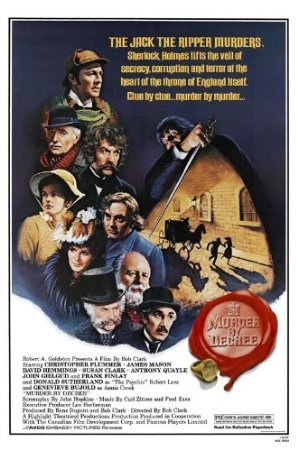 THE JACK THE RIPPER MURDERS.
Sherlock Holmes lifts the veil of
secrecy, corruption and terror at the
heart of the throne of England itself.
Clue by clue...murder by murder...
MURDER BY
DECREE
Robert A. Goldston Presents A Film By Bob Clark
Starring CHRISTOPHER PLUMMER · JAMES MASON
DAVID HEMMINGS · SUSAN CLARK · ANTHONY QUAYLE
JOHN GIELGUD and FRANK FINLAY
and DONALD SUTHERLAND as "The Psychic" Robert Lees
and GENEVIEVE BUJOLD as Annie Crook
"MURDER BY DECREE"
Screenplay by John Hopkins · Music By Carl Zittrer and Paul Zaza
Executive Producer Len Herberman
Produced By Rene Dupont and Bob Clark · Directed By Bob Clark
A Highlight Theatrical Production Produced in Cooperation
With The Canadian Film Development Corp. and Famous Players Limited
AVCO EMBASSY PICTURES Release
PG
Read the Ballantine Paperback